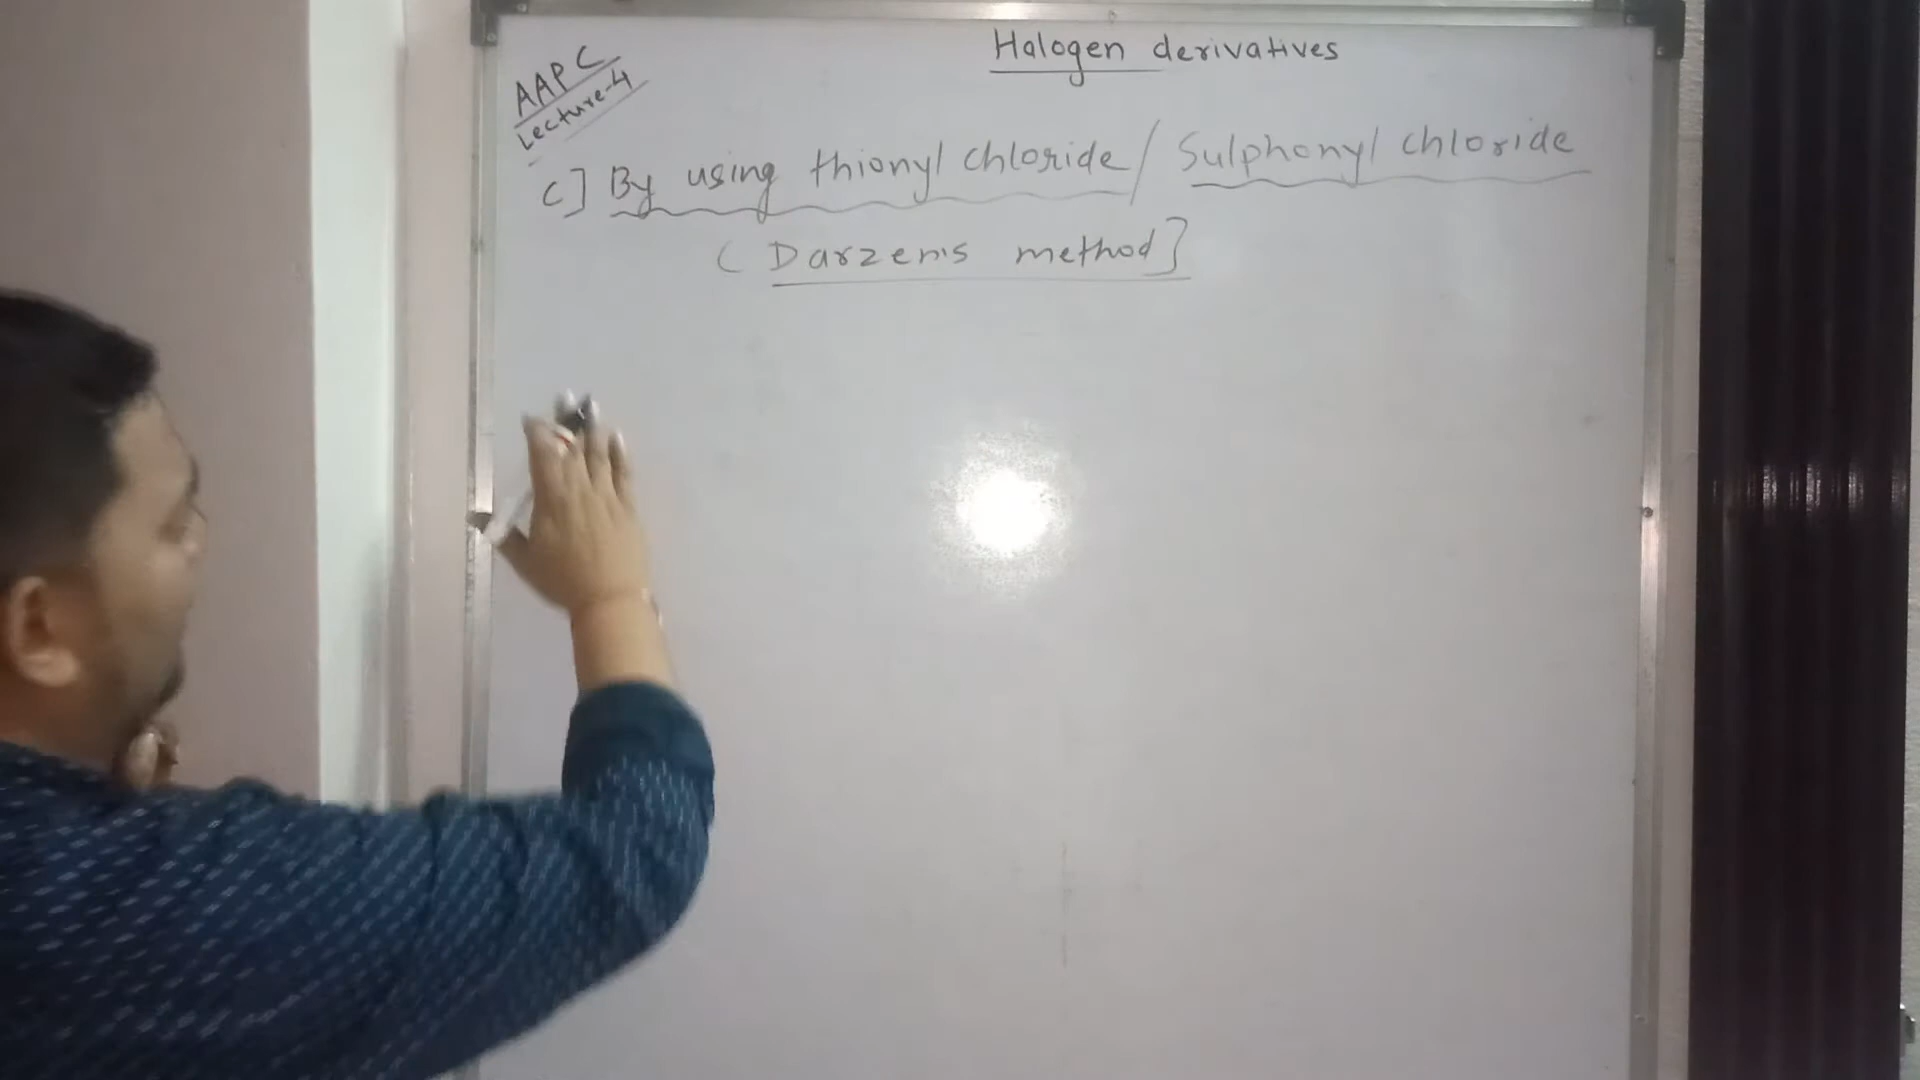 Halogen derivatives
AAPC
Lecture-4
C] By using thionyl chloride / Sulphonyl chloride
( Darzen's method]